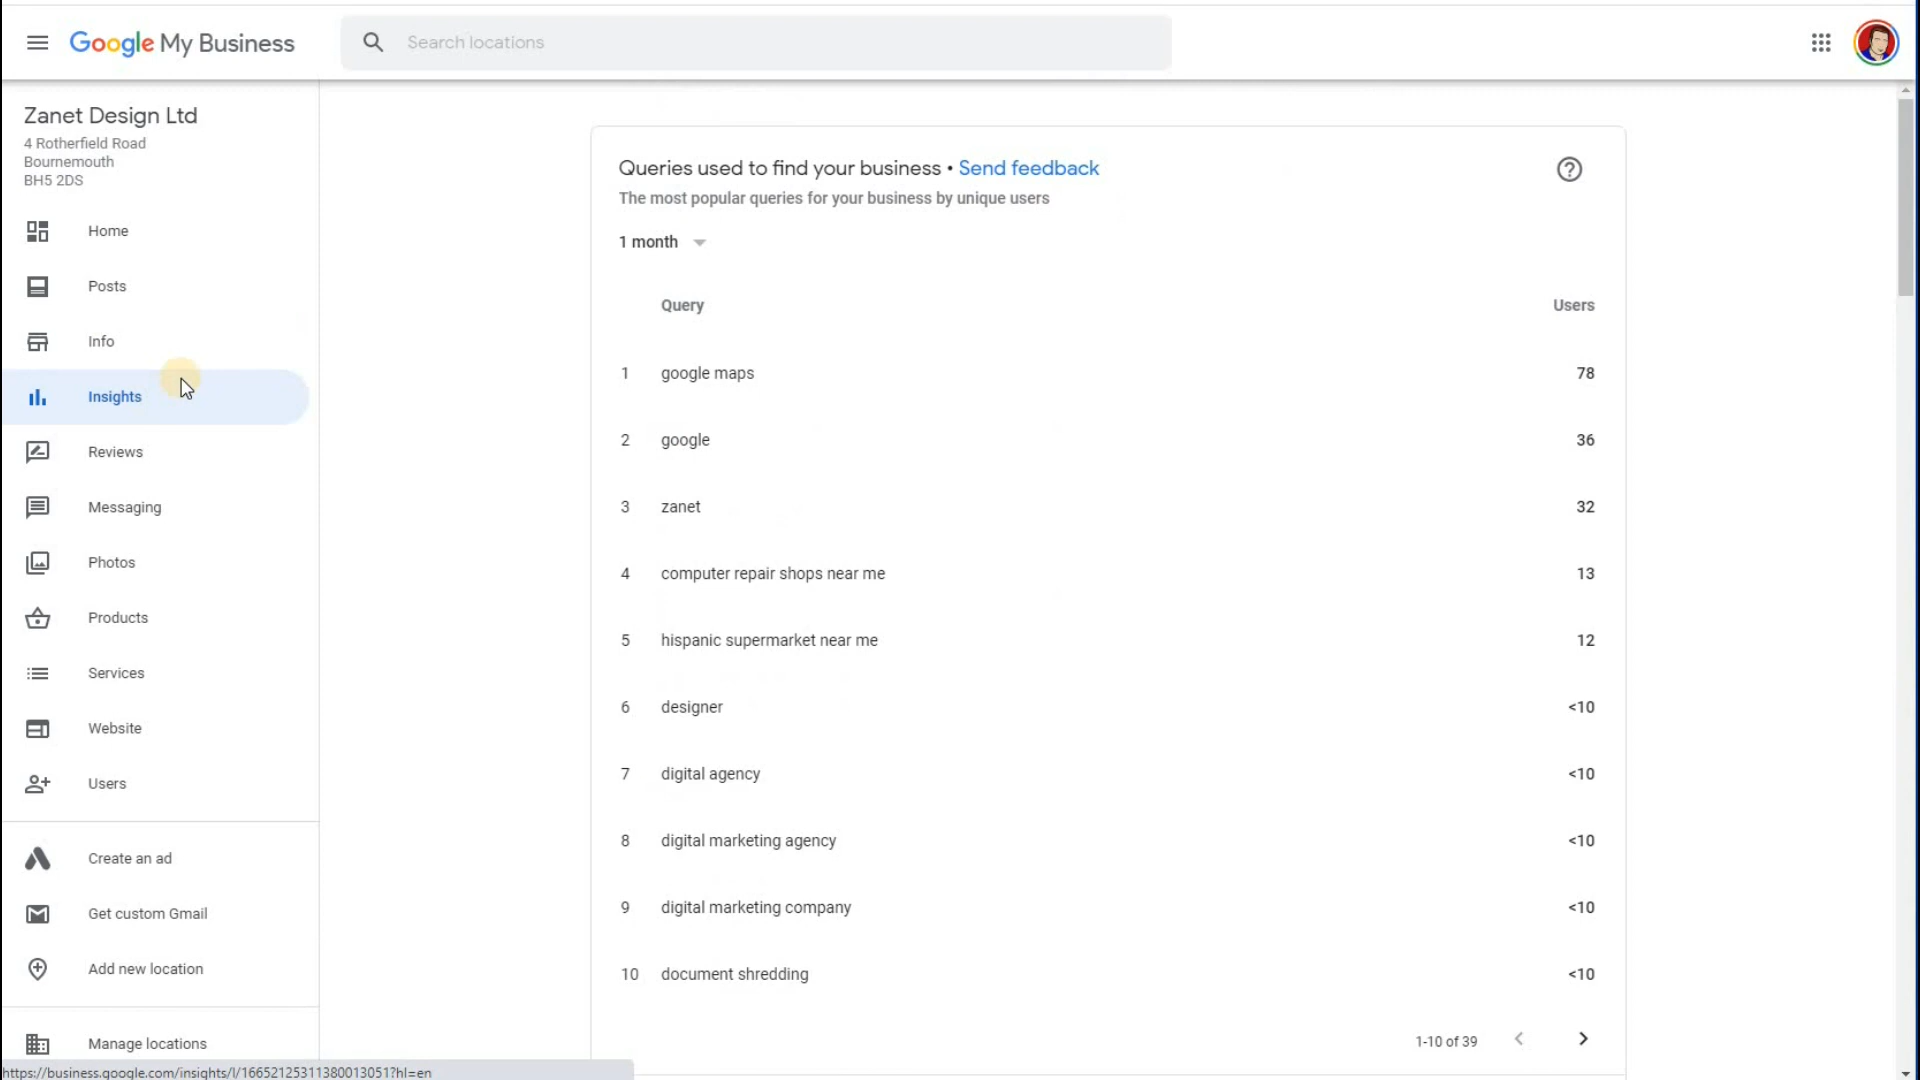 Google My Business
Search locations
Zanet Design Ltd
4 Rotherfield Road
Bournemouth
BH5 2DS
Home
Posts
Info
Insights
Reviews
Messaging
Photos
Products
Services
Website
Users
Create an ad
Get custom Gmail
Add new location
Manage locations
Queries used to find your business • Send feedback
The most popular queries for your business by unique users
1 month
Query Users
1 google maps 78
2 google 36
3 zanet 32
4 computer repair shops near me 13
5 hispanic supermarket near me 12
6 designer <10
7 digital agency <10
8 digital marketing agency <10
9 digital marketing company <10
10 document shredding <10
1-10 of 39
https://business.google.com/insights/l/16652125311380013051?hl=en